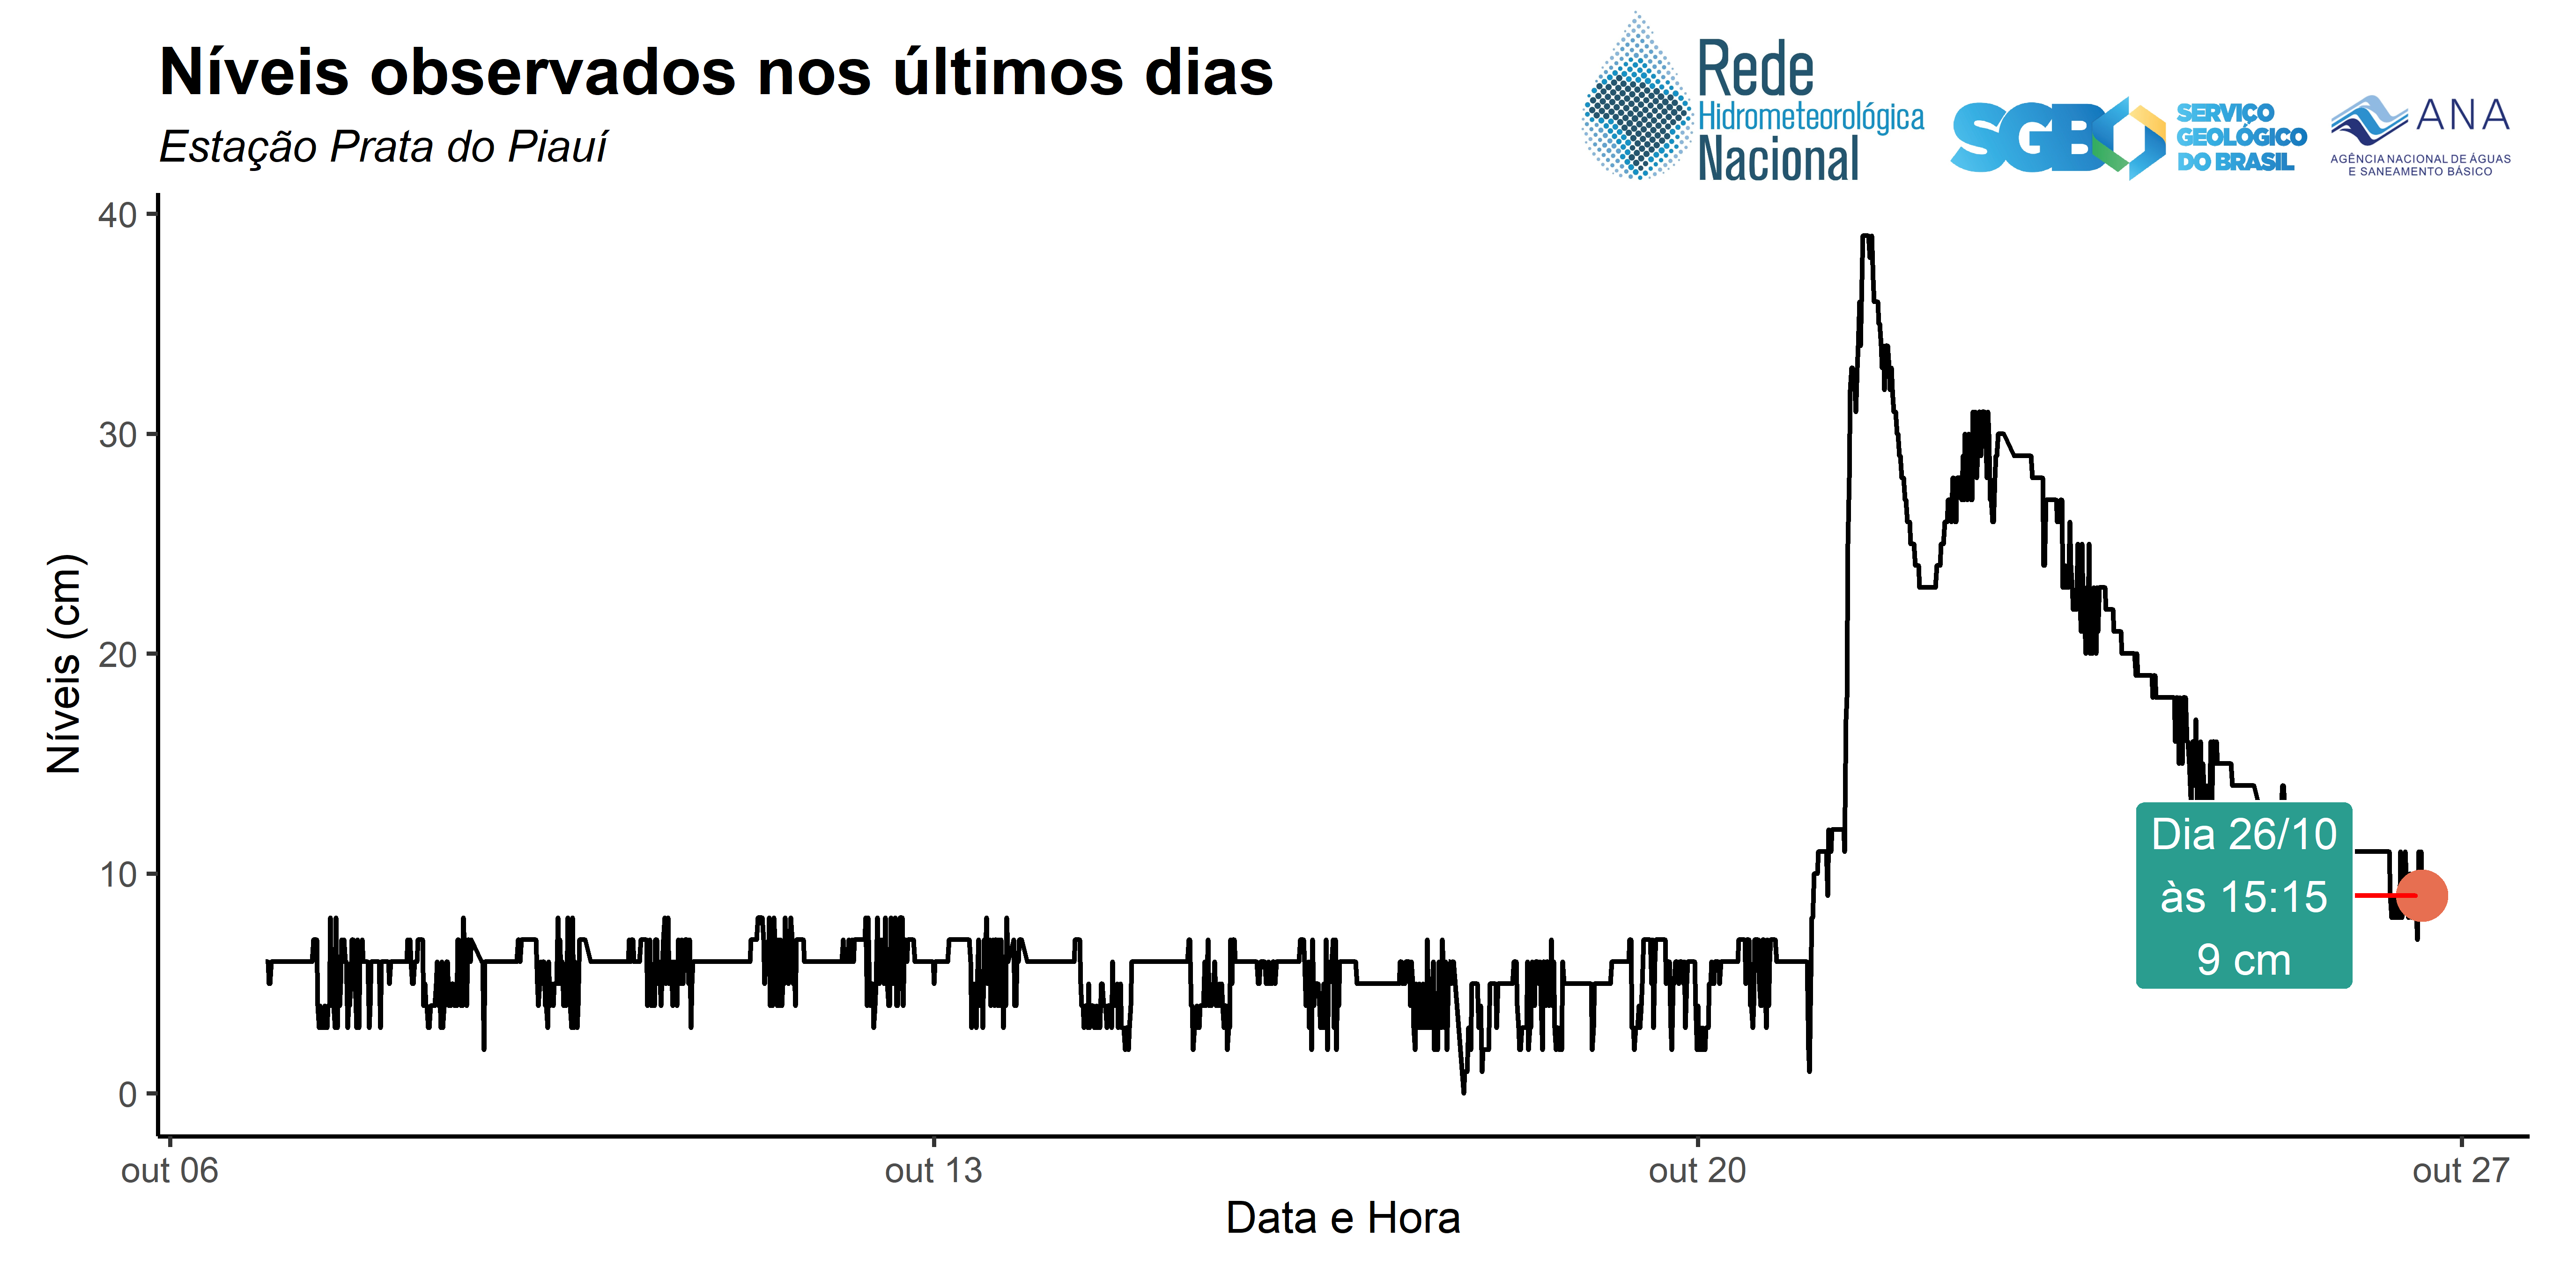 Níveis observados nos últimos dias
Estação Prata do Piauí
Rede
Hidrometeorológica
Nacional
SGB
SERVIÇO
GEOLÓGICO
DO BRASIL
ANA
AGÊNCIA NACIONAL DE ÁGUAS
E SANEAMENTO BÁSICO
40
30
20
10
0
Níveis (cm)
Dia 26/10
às 15:15
9 cm
out 06
out 13
out 20
out 27
Data e Hora